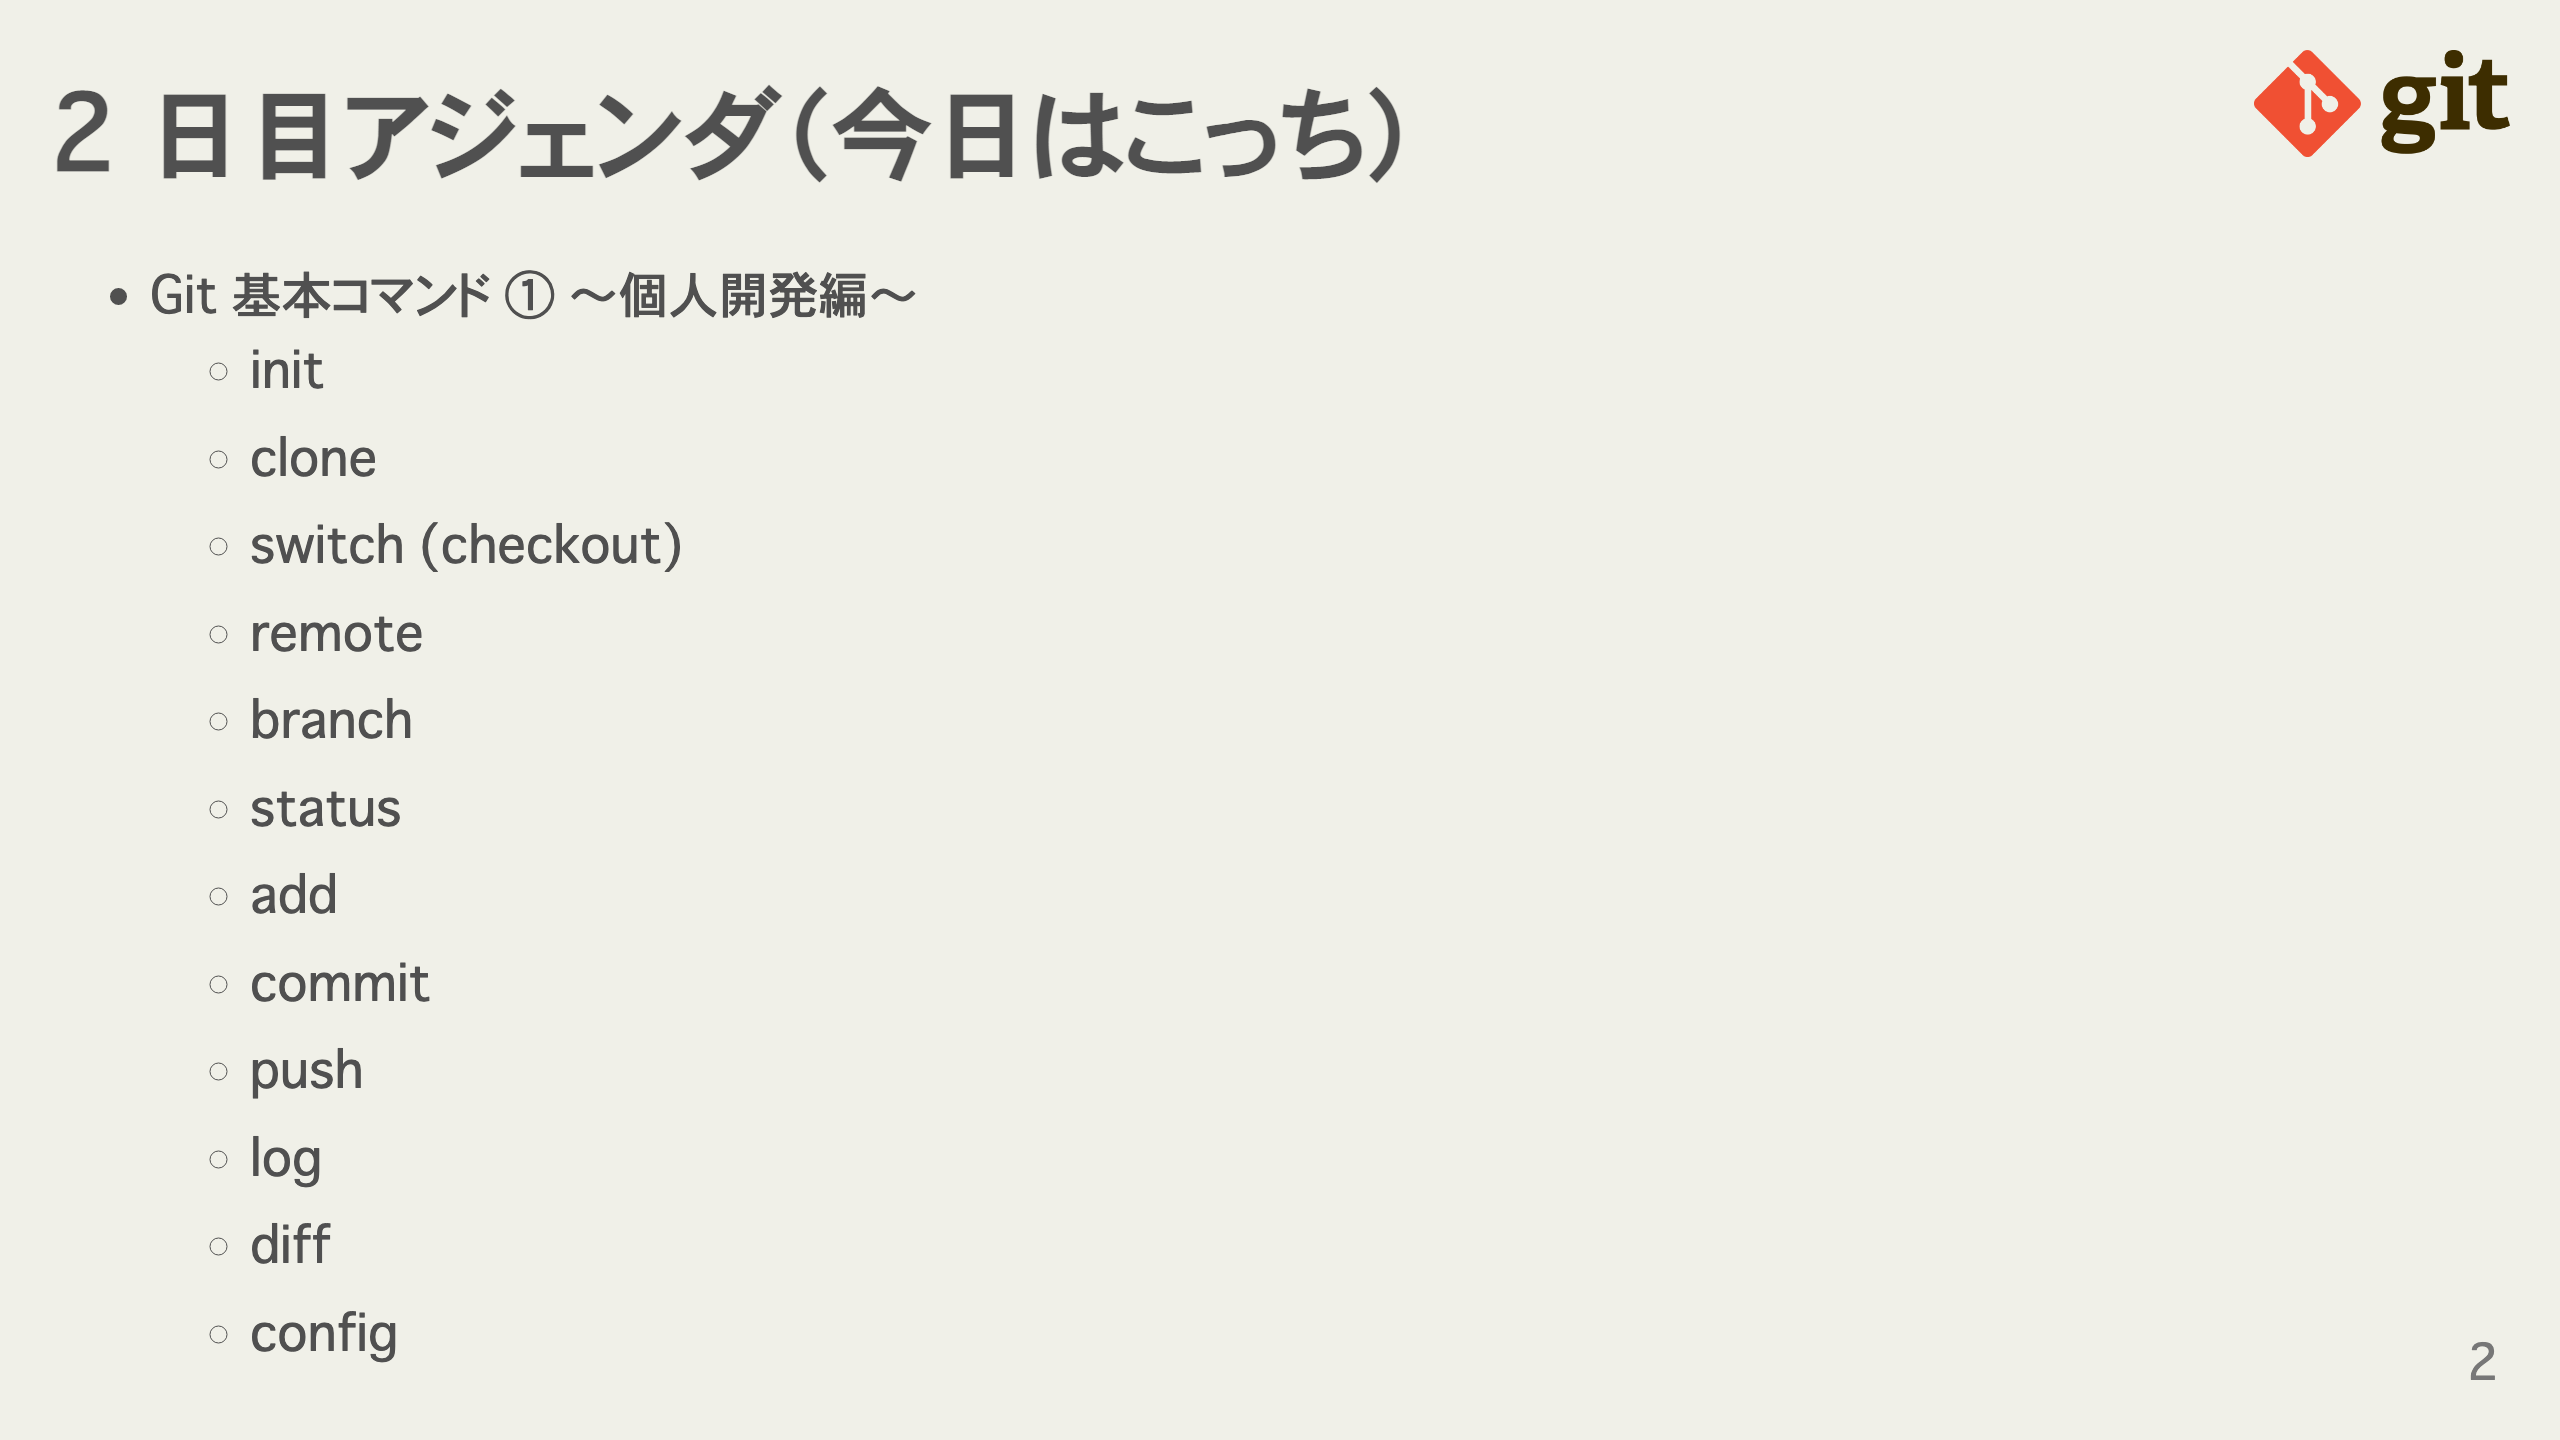 2 日目アジェンダ（今日はこっち）
git
• Git 基本コマンド ① 〜個人開発編〜
○ init
○ clone
○ switch (checkout)
○ remote
○ branch
○ status
○ add
○ commit
○ push
○ log
○ diff
○ config
2